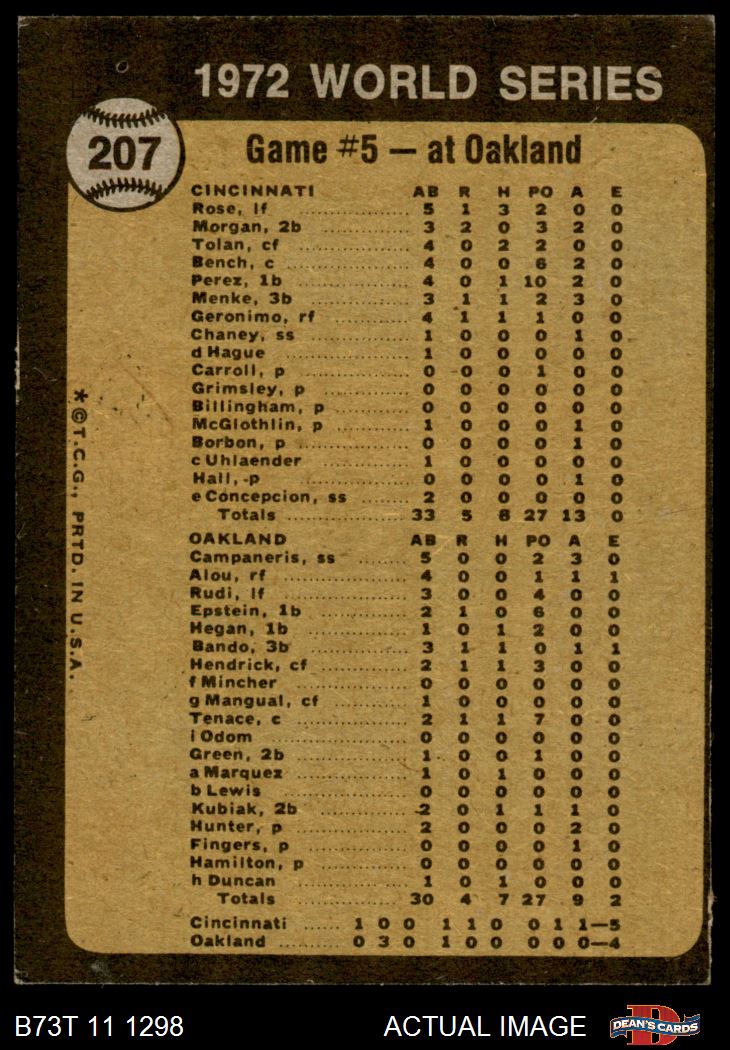 1972 WORLD SERIES
207
Game #5 — at Oakland
CINCINNATI AB R H PO A E
Rose, lf 5 1 3 2 0 0
Morgan, 2b 3 2 0 3 2 0
Tolan, cf 4 0 2 2 0 0
Bench, c 4 0 0 6 2 0
Perez, 1b 4 0 1 10 2 0
Menke, 3b 3 1 1 2 3 0
Geronimo, rf 4 1 1 1 0 0
Chaney, ss 1 0 0 0 1 0
d Hague 1 0 0 0 0 0
Carroll, p 0 0 0 1 0 0
Grimsley, p 0 0 0 0 0 0
Billingham, p 0 0 0 0 0 0
McGlothlin, p 1 0 0 0 1 0
Borbon, p 0 0 0 0 1 0
c Uhlaender 1 0 0 0 0 0
Hall, p 0 0 0 0 1 0
e Concepcion, ss 2 0 0 0 0 0
Totals 33 5 8 27 13 0
OAKLAND AB R H PO A E
Campaneris, ss 5 0 0 2 3 0
Alou, rf 4 0 0 1 1 1
Rudi, lf 3 0 0 4 0 0
Epstein, 1b 2 1 0 6 0 0
Hegan, 1b 1 0 1 2 0 0
Bando, 3b 3 1 1 0 1 1
Hendrick, cf 2 1 1 3 0 0
f Mincher 0 0 0 0 0 0
g Mangual, cf 1 0 0 0 0 0
Tenace, c 2 1 1 7 0 0
i Odom 0 0 0 0 0 0
Green, 2b 1 0 0 1 0 0
a Marquez 1 0 1 0 0 0
b Lewis 0 0 0 0 0 0
Kubiak, 2b 2 0 1 1 1 0
Hunter, p 2 0 0 0 2 0
Fingers, p 0 0 0 0 1 0
Hamilton, p 0 0 0 0 0 0
h Duncan 1 0 1 0 0 0
Totals 30 4 7 27 9 2
Cincinnati 1 0 0 1 1 0 0 1 1—5
Oakland 0 3 0 1 0 0 0 0 0—4
*©T.C.G., PRTD. IN U.S.A.
B73T 11 1298 ACTUAL IMAGE
DEAN'S CARDS